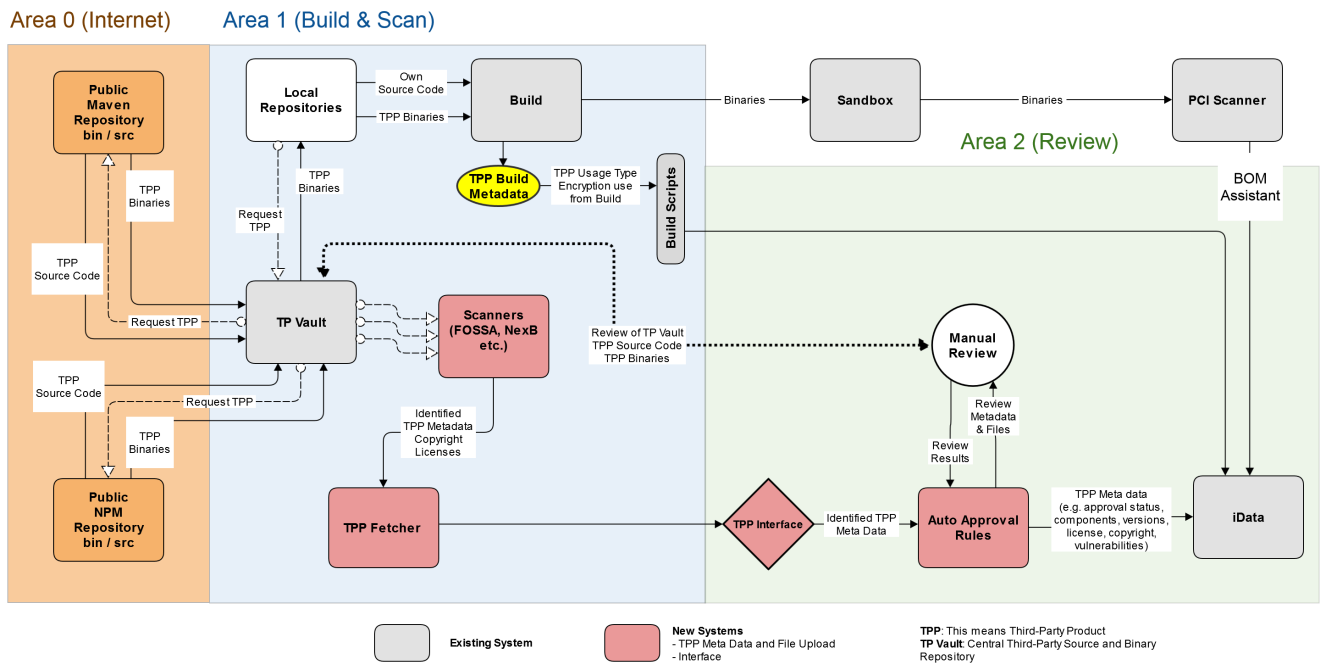 Area 0 (Internet)
Area 1 (Build & Scan)
Public
Maven
Repository
bin / src
Local
Repositories
Own
Source Code
TPP Binaries
Build
Binaries
Sandbox
Binaries
PCI Scanner
Area 2 (Review)
TPP
Binaries
TPP
Binaries
TPP Build
Metadata
TPP Usage Type
Encryption use
from Build
Build Scripts
BOM
Assistant
Request
TPP
TPP
Source Code
Request TPP
TP Vault
Scanners
(FOSSA, NexB
etc.)
Review of TP Vault
TPP Source Code
TPP Binaries
Manual
Review
TPP
Source Code
Request TPP
TPP
Binaries
Identified
TPP Metadata
Copyright
Licenses
Review
Metadata
& Files
Review
Results
Public
NPM
Repository
bin / src
TPP Fetcher
TPP Interface
Identified TPP
Meta Data
Auto Approval
Rules
TPP Meta data
(e.g. approval status,
components, versions,
license, copyright,
vulnerabilities)
iData
Existing System
New Systems
- TPP Meta Data and File Upload
- Interface
TPP: This means Third-Party Product
TP Vault: Central Third-Party Source and Binary
Repository